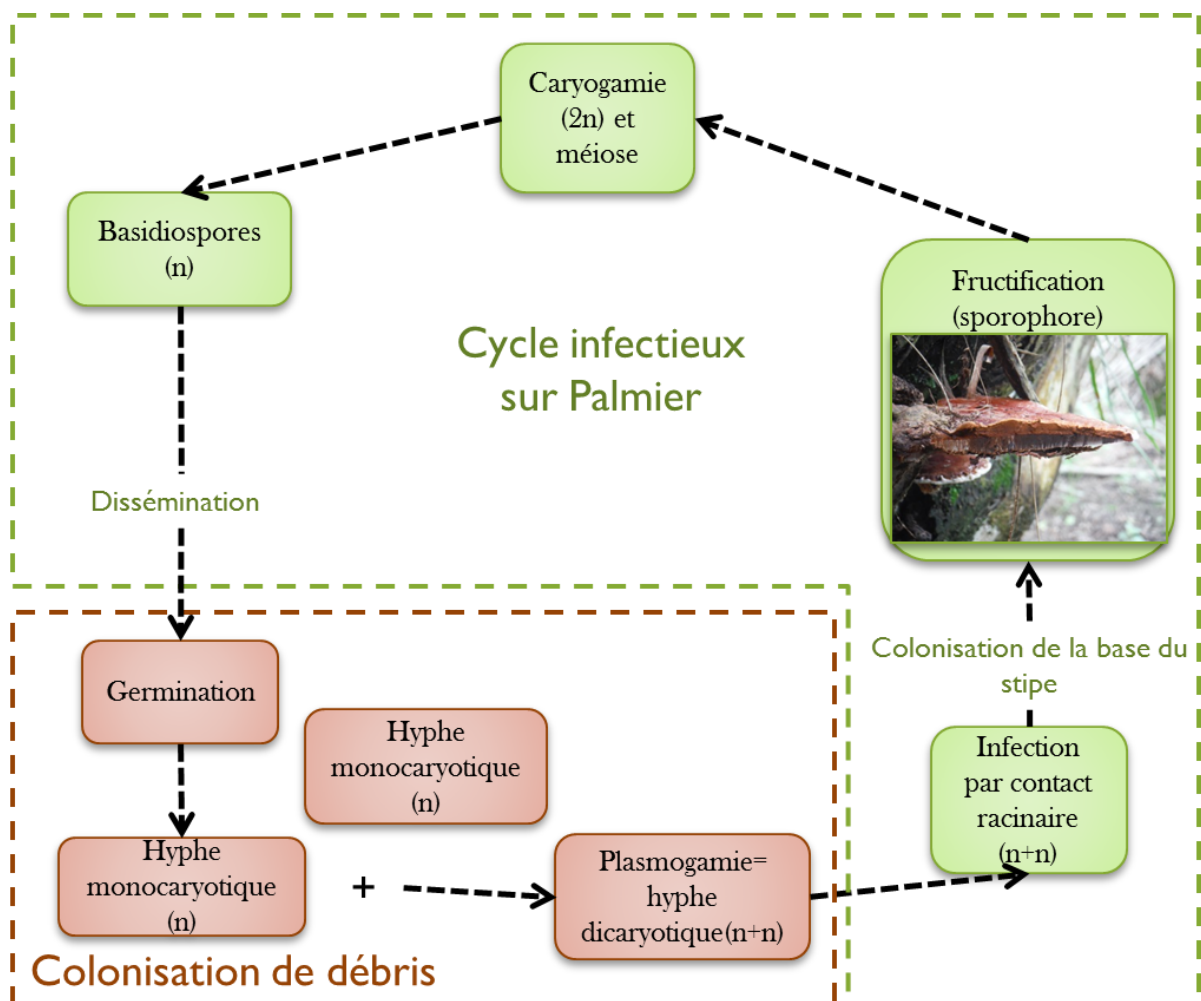 Caryogamie
(2n) et
méiose
Basidiospores
(n)
Fructification
(sporophore)
Cycle infectieux
sur Palmier
Dissémination
Germination
Colonisation de la base du
stipe
Hyphe
monocaryotique
(n)
Infection
par contact
racinaire
(n+n)
Hyphe
monocaryotique
(n)
+
Plasmogamie=
hyphe
dicaryotique(n+n)
Colonisation de débris